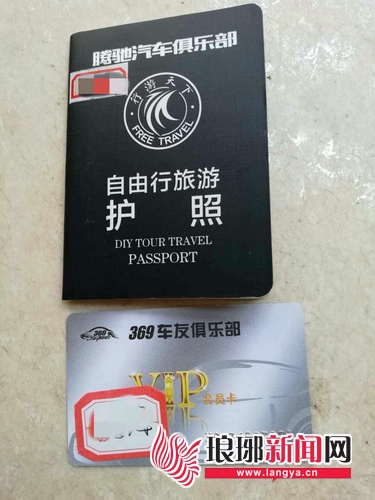 腾驰汽车俱乐部
行游天下
FREE TRAVEL
自由行旅游
护照
DIY TOUR TRAVEL
PASSPORT
369车友俱乐部
VIP
会员卡
琅琊新闻网
www.langya.cn